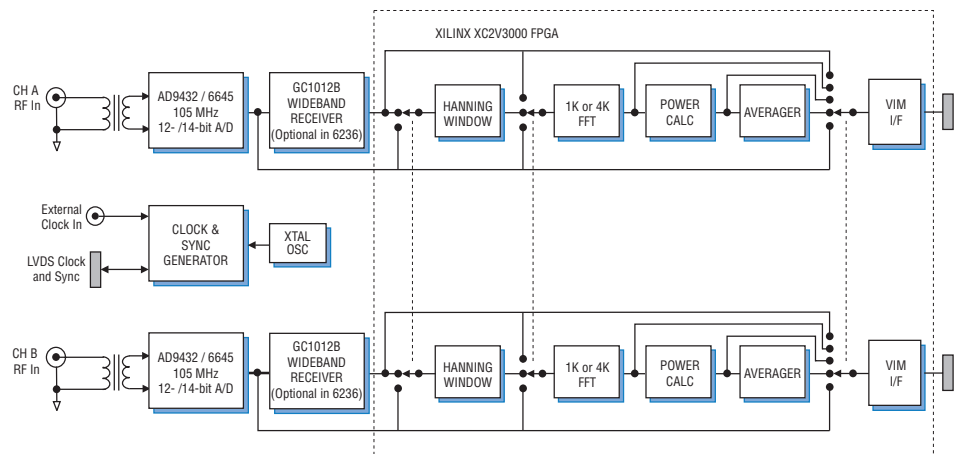 XILINX XC2V3000 FPGA
CH A
RF In
AD9432 / 6645
105 MHz
12- /14-bit A/D
GC1012B
WIDEBAND
RECEIVER
(Optional in 6236)
HANNING
WINDOW
1K or 4K
FFT
POWER
CALC
AVERAGER
VIM
I/F
External
Clock In
LVDS Clock
and Sync
CLOCK &
SYNC
GENERATOR
XTAL
OSC
CH B
RF In
AD9432 / 6645
105 MHz
12- /14-bit A/D
GC1012B
WIDEBAND
RECEIVER
(Optional in 6236)
HANNING
WINDOW
1K or 4K
FFT
POWER
CALC
AVERAGER
VIM
I/F